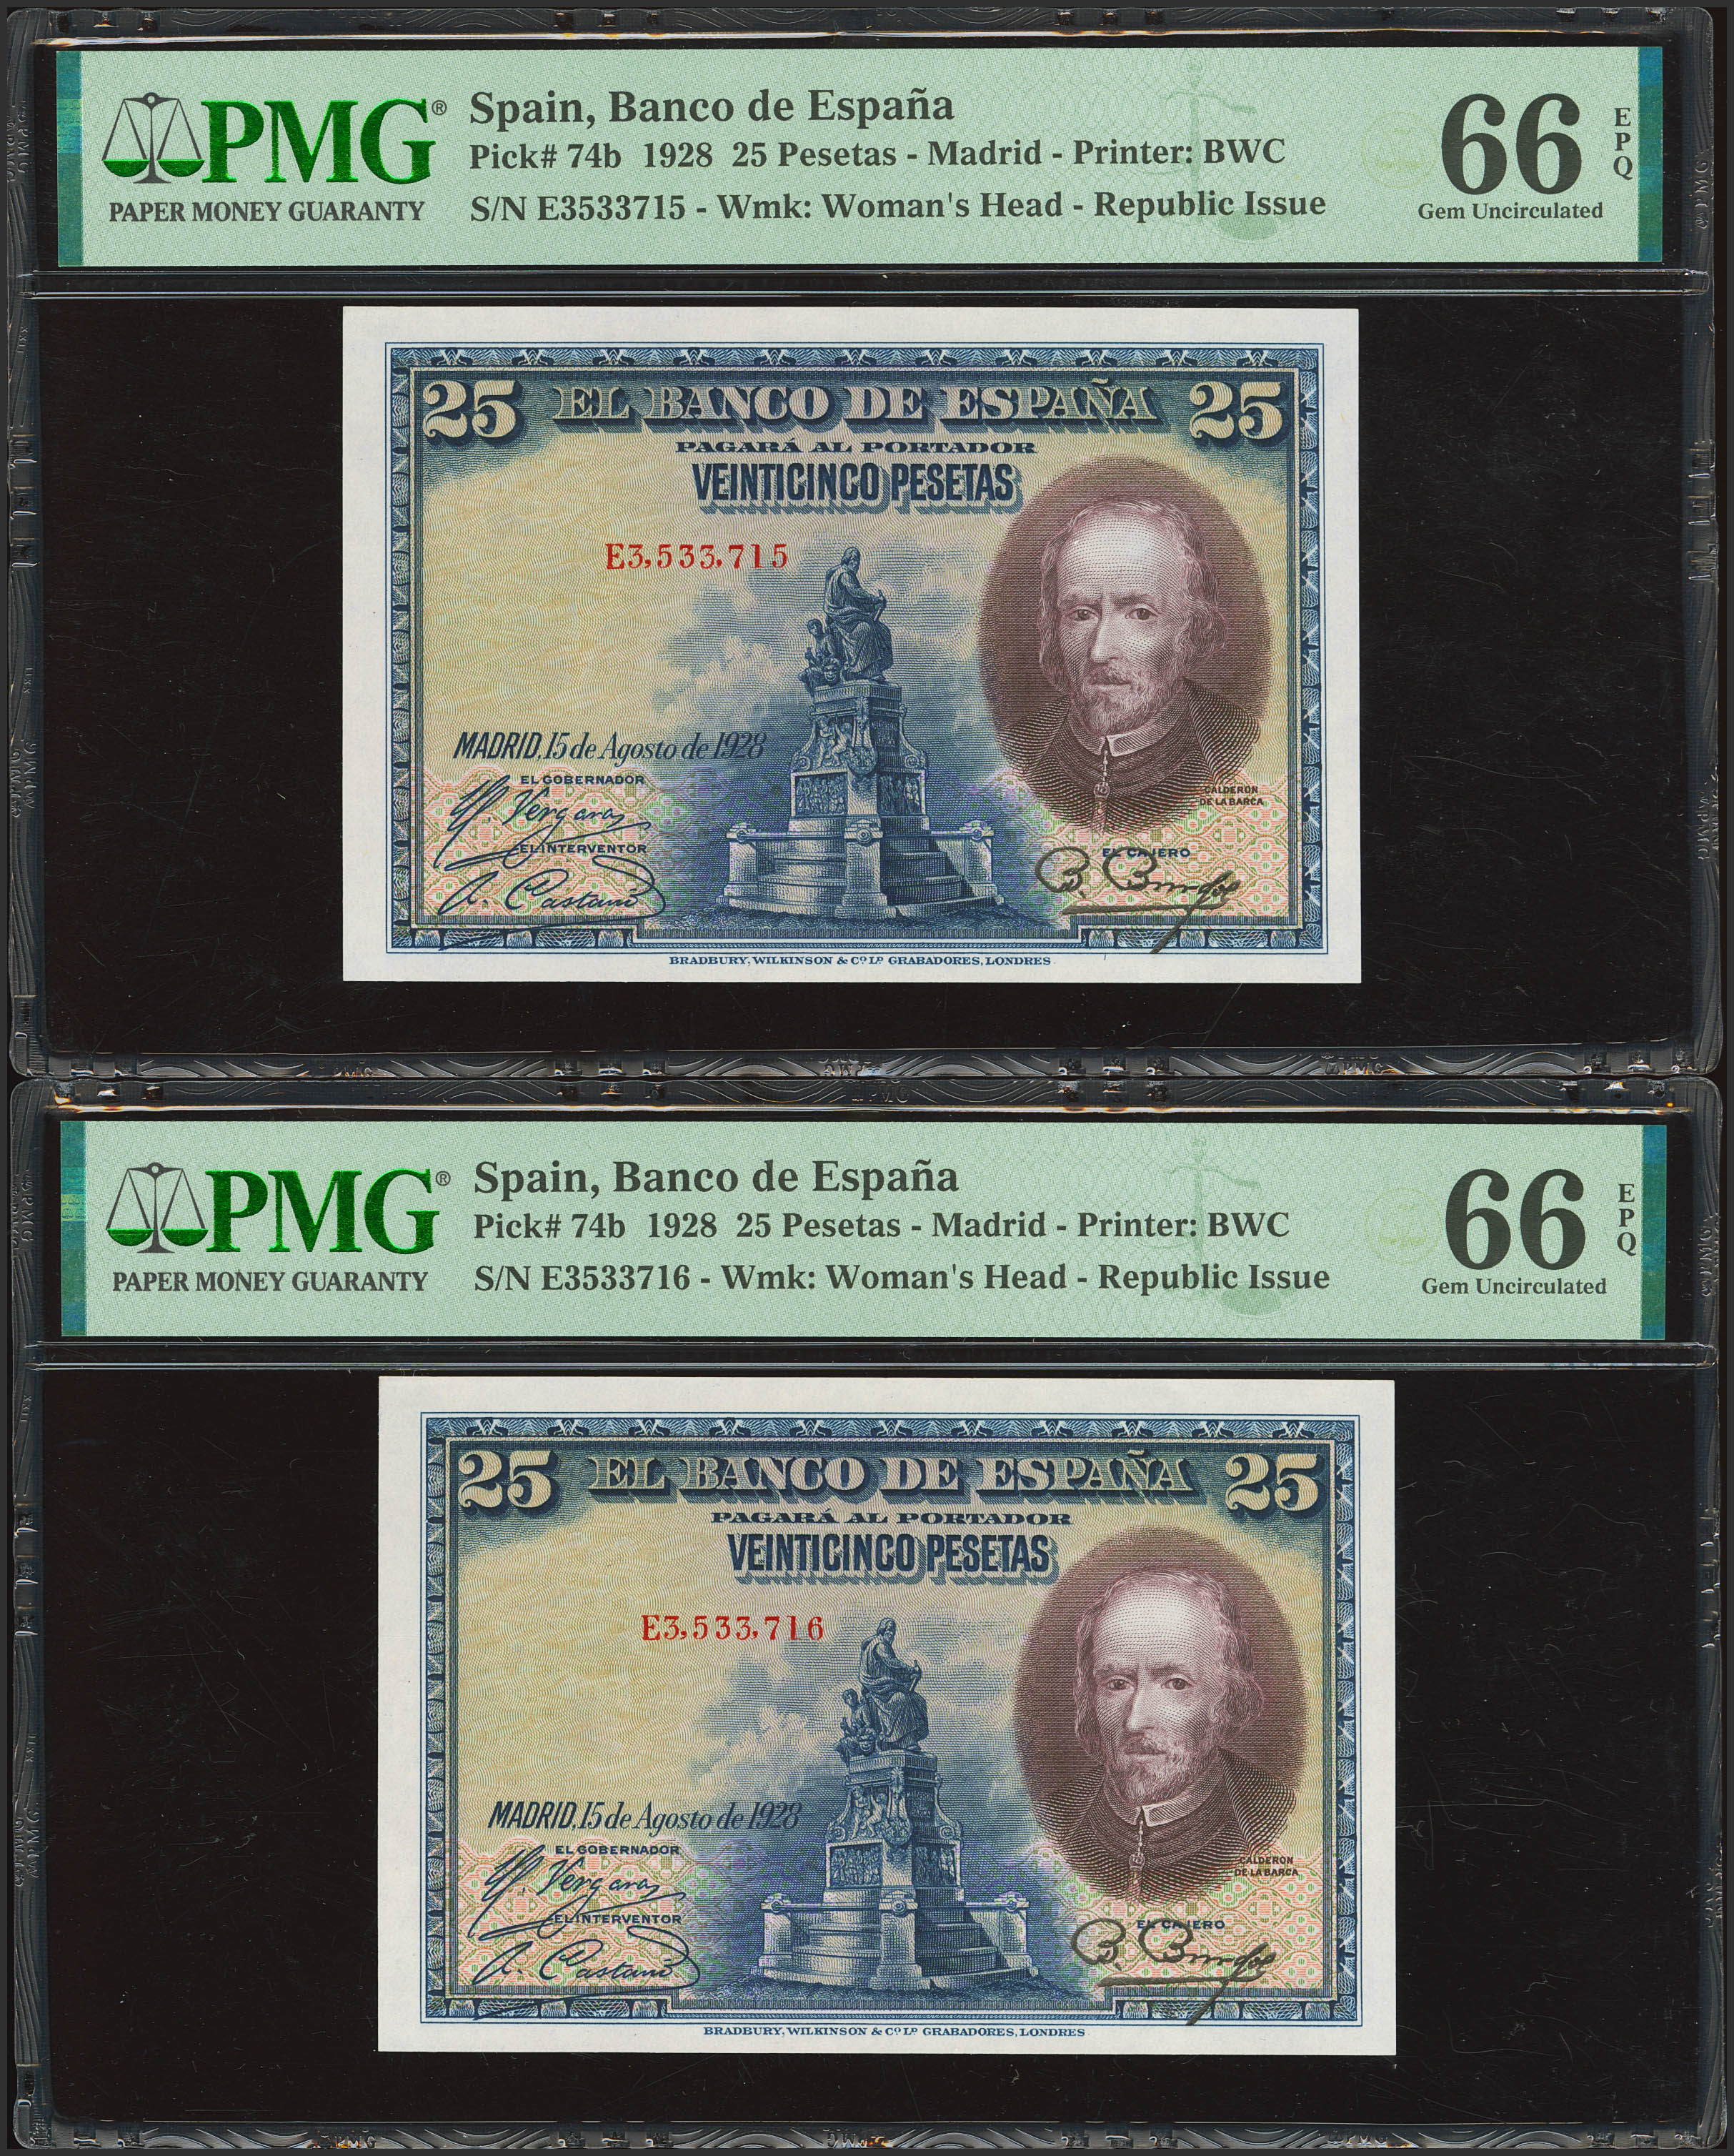 PMG®
PAPER MONEY GUARANTY
Spain, Banco de España
Pick# 74b 1928 25 Pesetas - Madrid - Printer: BWC
S/N E3533715 - Wmk: Woman's Head - Republic Issue
66
EPQ
Gem Uncirculated
25 EL BANCO DE ESPAÑA 25
PAGARÁ AL PORTADOR
VEINTICINCO PESETAS
E3,533,715
MADRID, 15 de Agosto de 1928
EL GOBERNADOR
Vergara
EL INTERVENTOR
A. Castaño
CALDERON
DE LA BARCA
EL CAJERO
BRADBURY, WILKINSON & Cº Lᴰ GRABADORES, LONDRES
PMG®
PAPER MONEY GUARANTY
Spain, Banco de España
Pick# 74b 1928 25 Pesetas - Madrid - Printer: BWC
S/N E3533716 - Wmk: Woman's Head - Republic Issue
66
EPQ
Gem Uncirculated
25 EL BANCO DE ESPAÑA 25
PAGARÁ AL PORTADOR
VEINTICINCO PESETAS
E3,533,716
MADRID, 15 de Agosto de 1928
EL GOBERNADOR
Vergara
EL INTERVENTOR
A. Castaño
CALDERON
DE LA BARCA
EL CAJERO
BRADBURY, WILKINSON & Cº Lᴰ GRABADORES, LONDRES